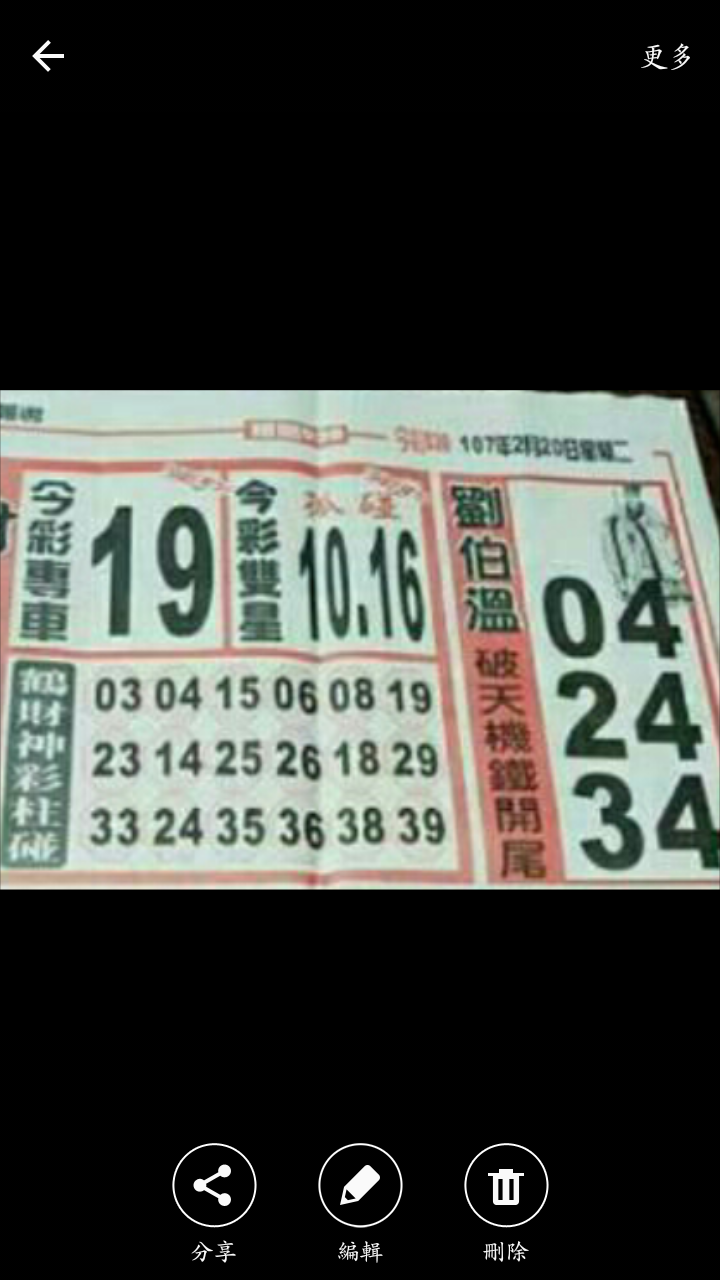 更多
107年2月20日星期二
今彩專車
19
今彩雙星
孤碰
10.16
劉伯溫
破天機鐵開尾
04
24
34
財神彩柱碰
03 04 15 06 08 19
23 14 25 26 18 29
33 24 35 36 38 39
分享
編輯
刪除